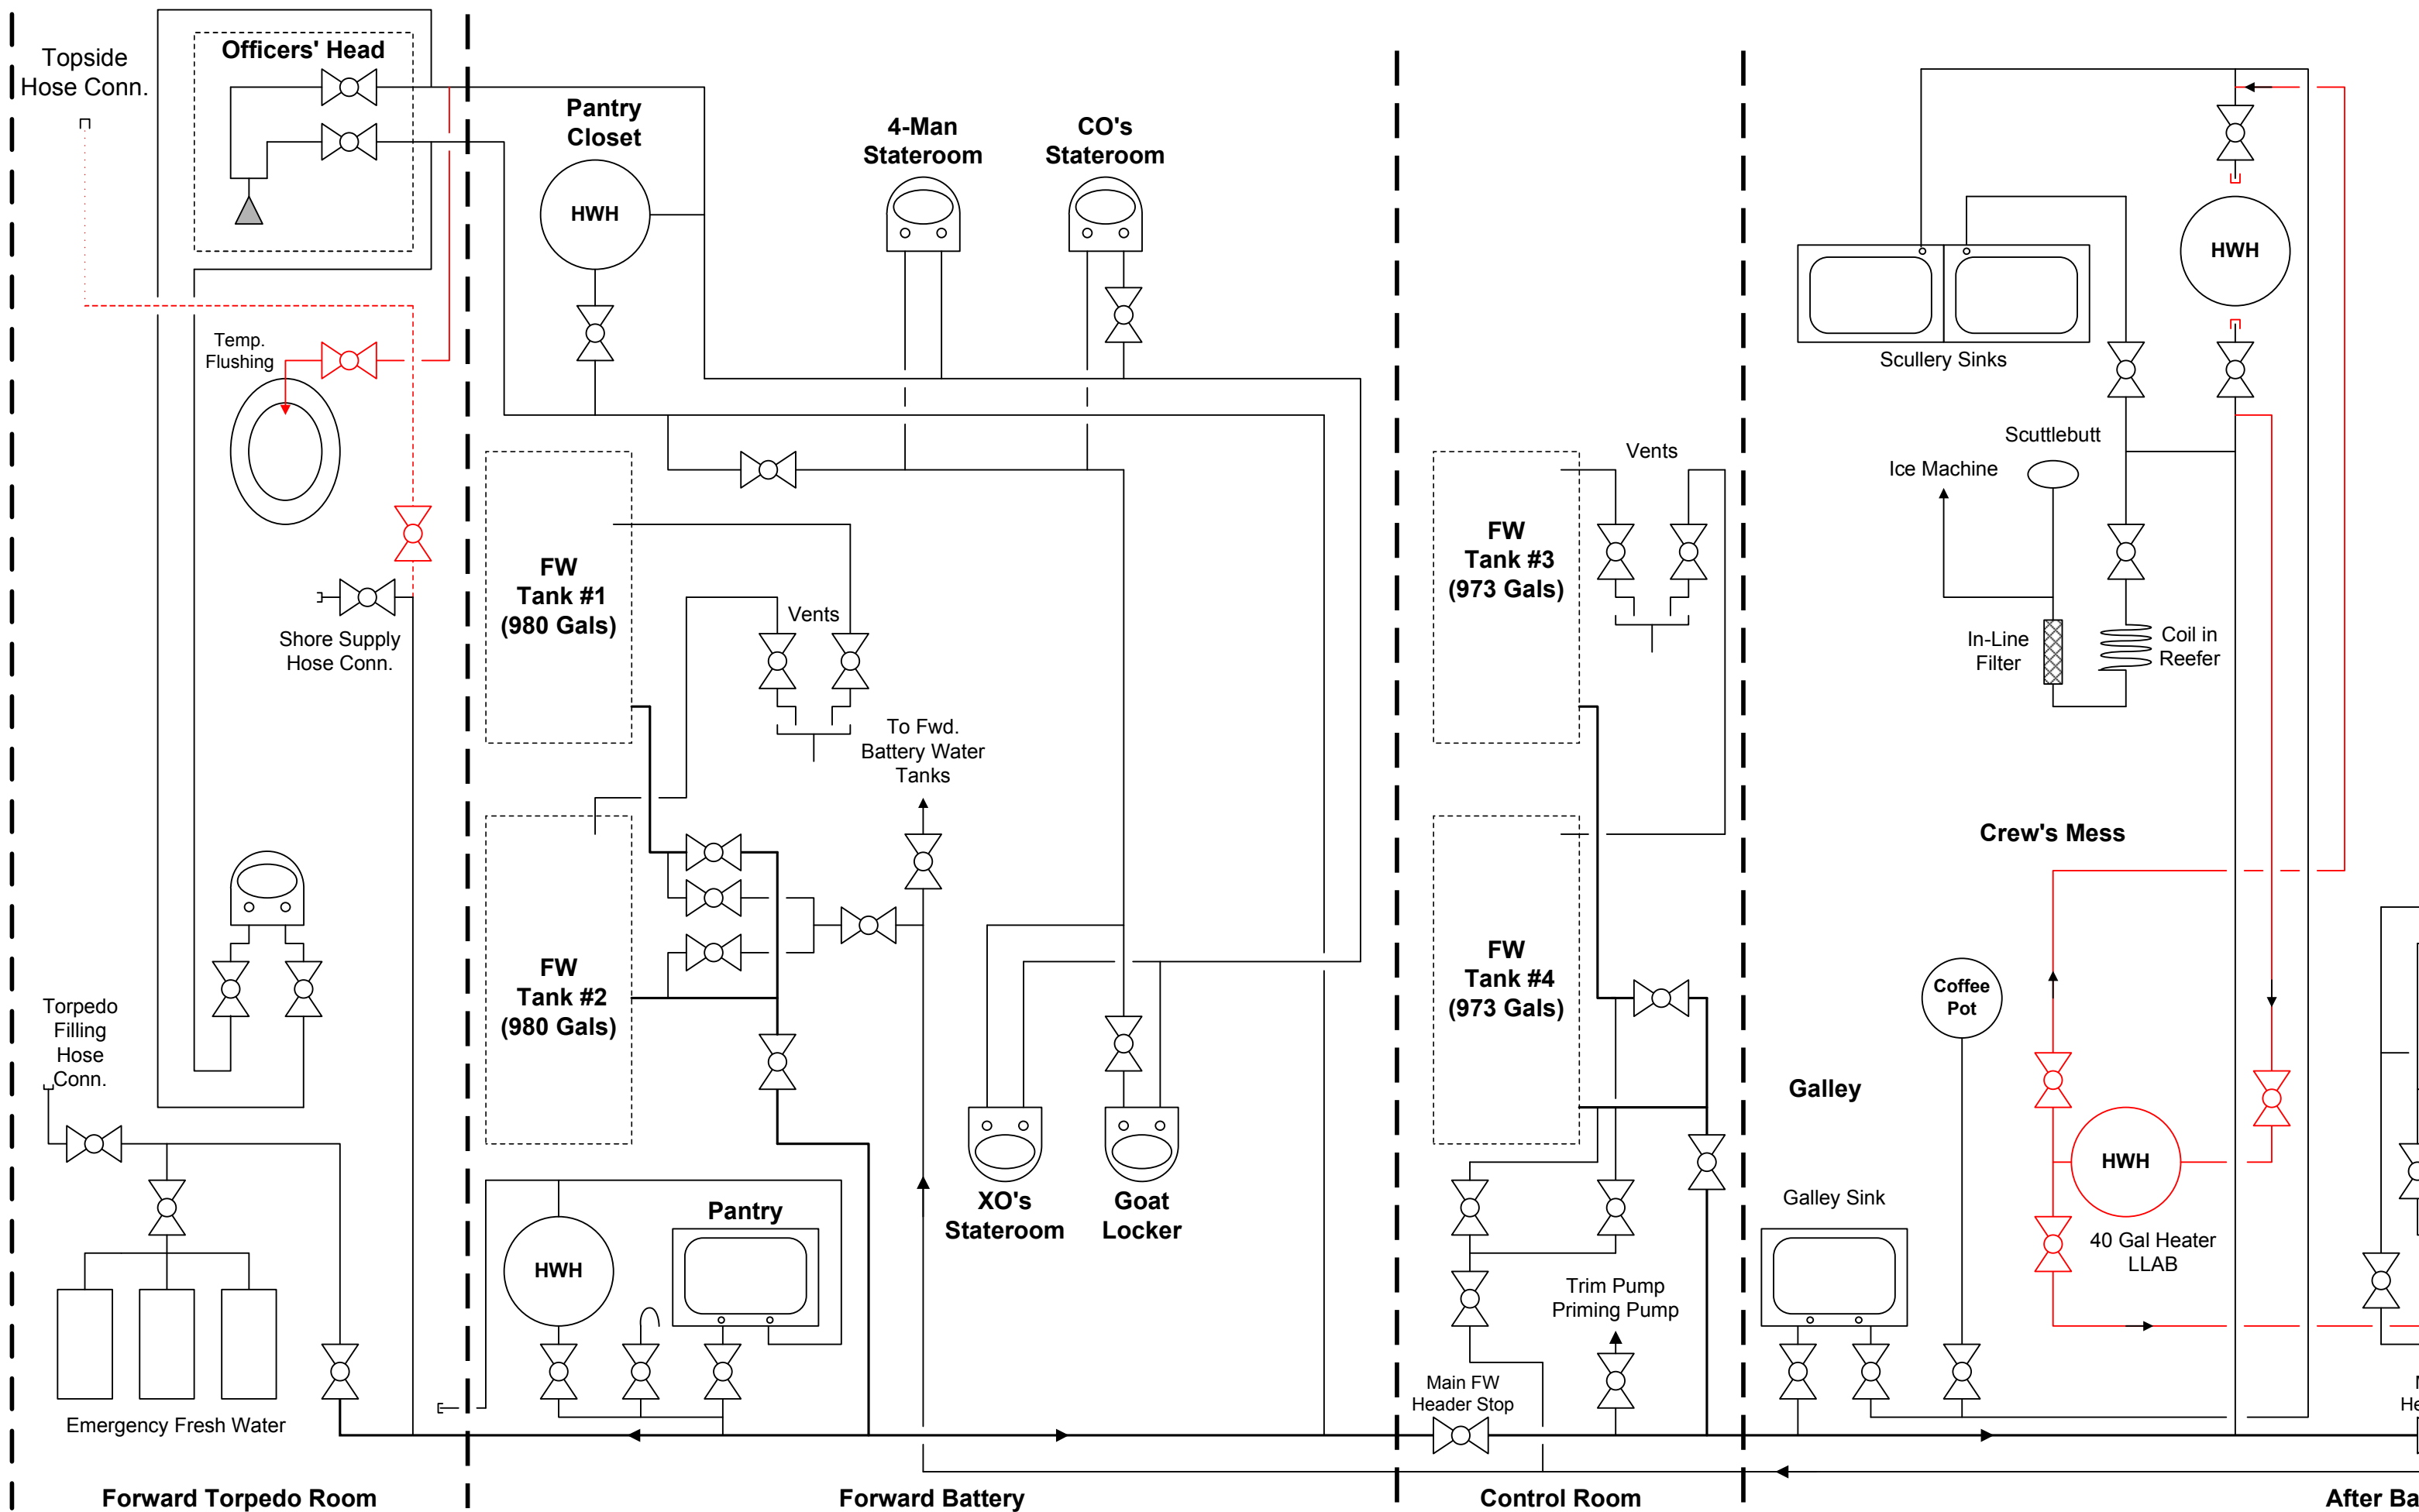 Topside
Hose Conn.
Officers' Head
Pantry
Closet
HWH
4-Man
Stateroom
CO's
Stateroom
HWH
Scullery Sinks
Temp.
Flushing
Shore Supply
Hose Conn.
FW
Tank #1
(980 Gals)
Vents
To Fwd.
Battery Water
Tanks
FW
Tank #3
(973 Gals)
Vents
Scuttlebutt
Ice Machine
In-Line
Filter
Coil in
Reefer
Crew's Mess
FW
Tank #2
(980 Gals)
FW
Tank #4
(973 Gals)
Coffee
Pot
Torpedo
Filling
Hose
Conn.
Galley
HWH
40 Gal Heater
LLAB
Galley Sink
Pantry
HWH
XO's
Stateroom
Goat
Locker
Trim Pump
Priming Pump
Main FW
Header Stop
Emergency Fresh Water
Forward Torpedo Room
Forward Battery
Control Room
After Ba